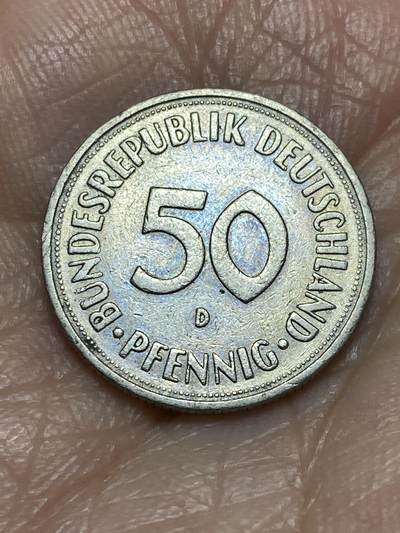 BUNDESREPUBLIK DEUTSCHLAND
50
D
· PFENNIG ·